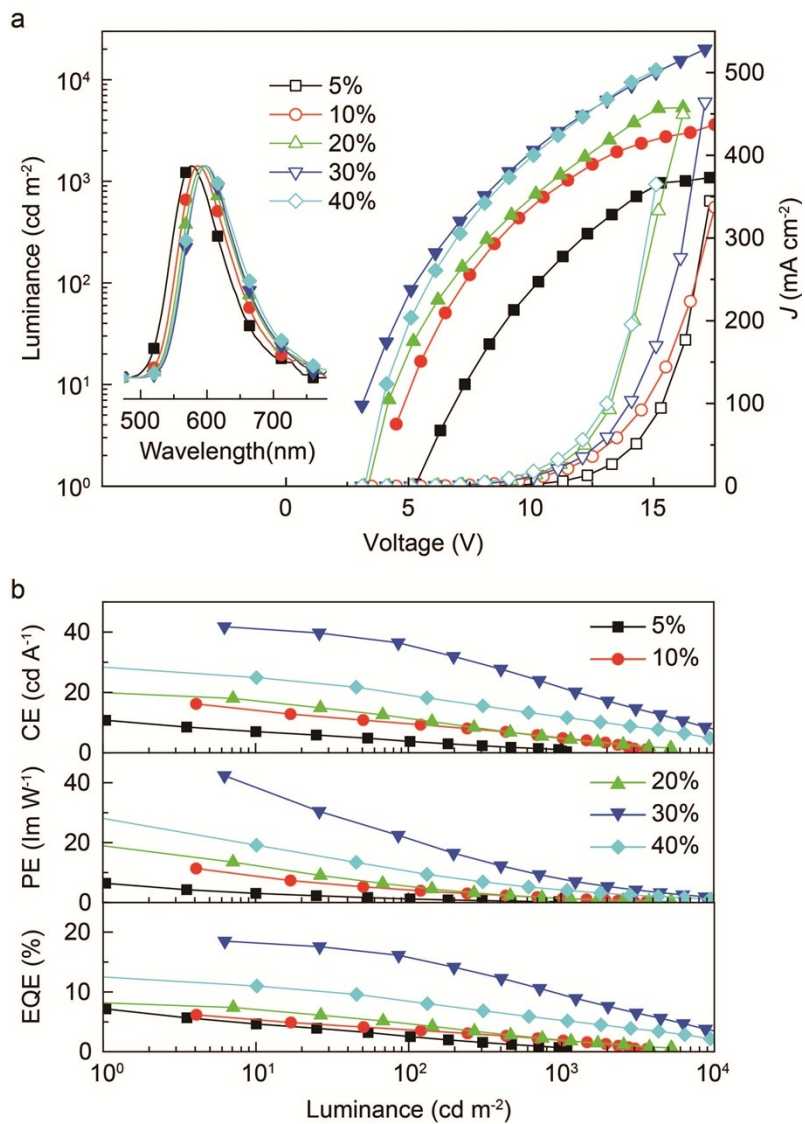 a
Luminance (cd m⁻²)
10⁴
10³
10²
10¹
10⁰
5%
10%
20%
30%
40%
500 600 700
Wavelength(nm)
500
400
300
200
100
0
J (mA cm⁻²)
0 5 10 15
Voltage (V)
b
CE (cd A⁻¹)
40
20
0
5%
10%
PE (lm W⁻¹)
40
20
0
20%
30%
40%
EQE (%)
20
10
0
10⁰ 10¹ 10² 10³ 10⁴
Luminance (cd m⁻²)